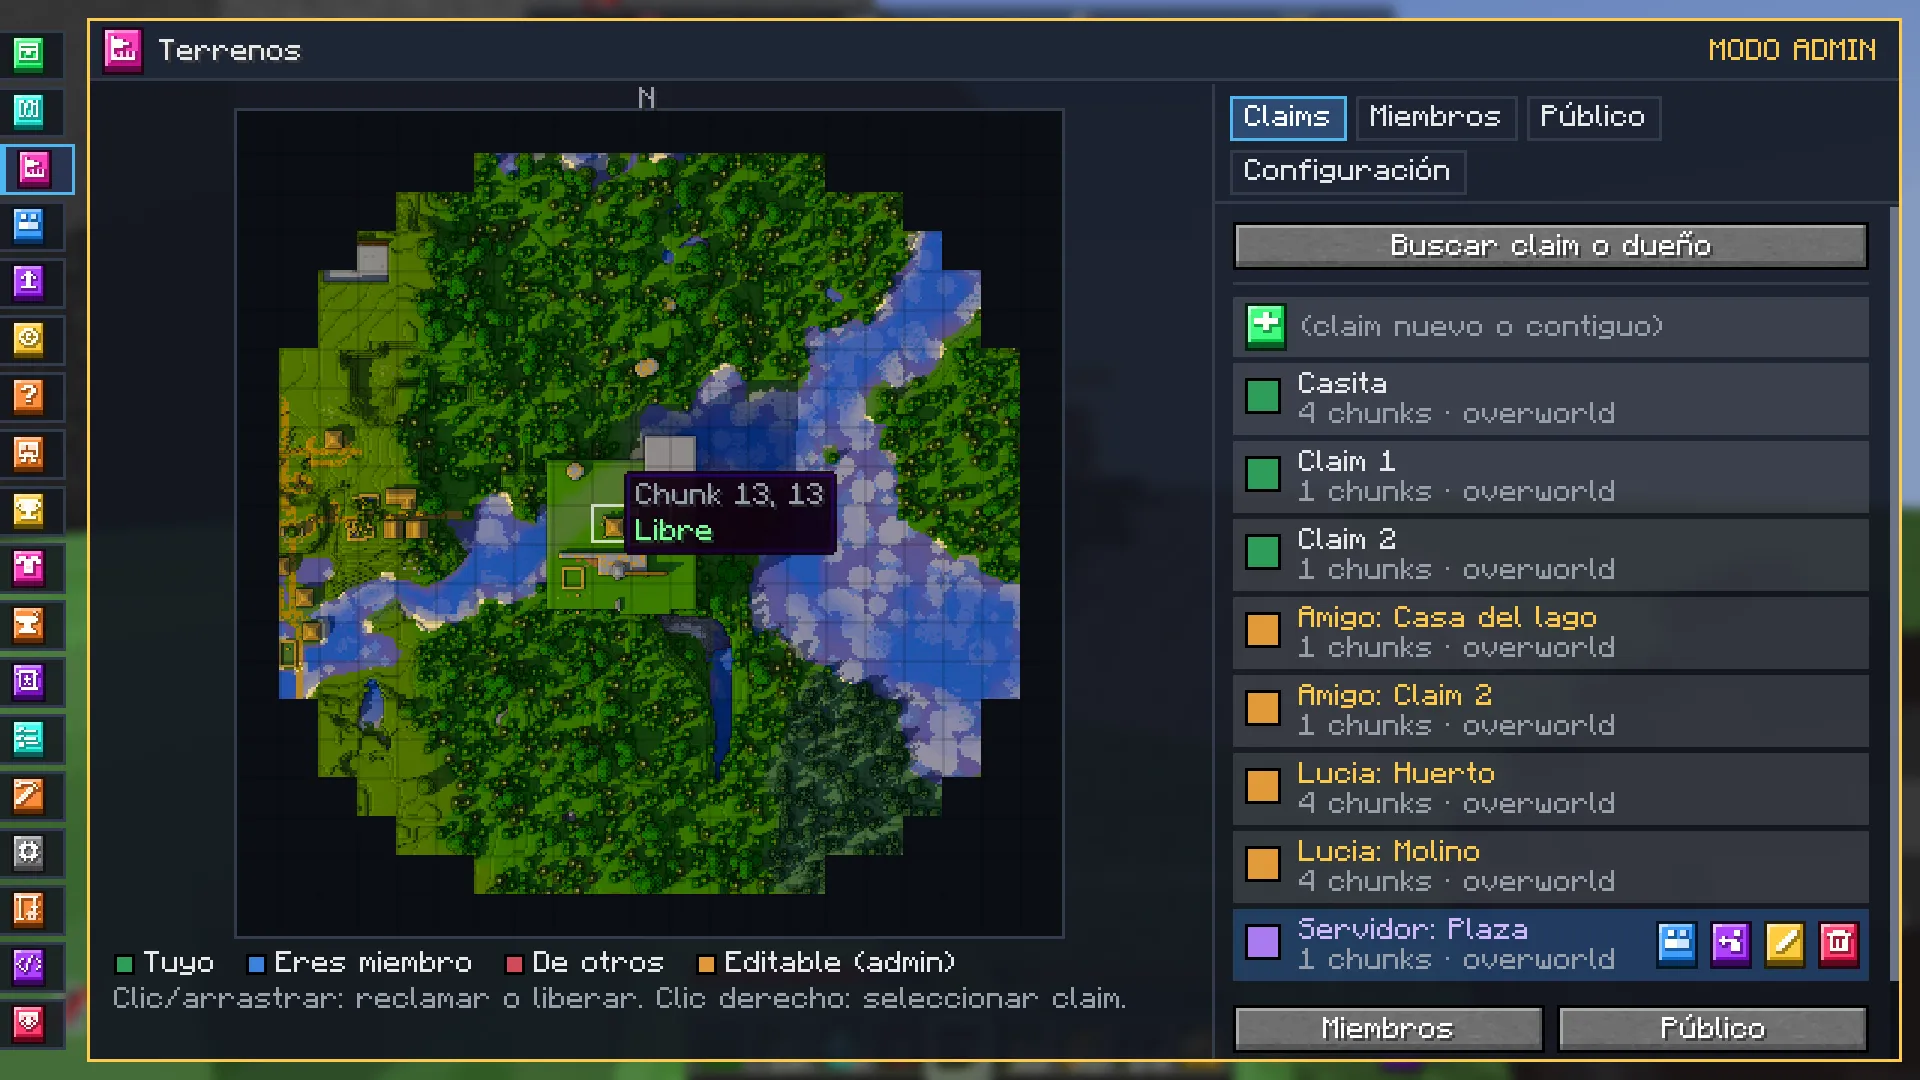 Terrenos
MODO ADMIN
N
Chunk 13, 13
Libre
Tuyo
Eres miembro
De otros
Editable (admin)
Clic/arrastrar: reclamar o liberar. Clic derecho: seleccionar claim.
Claims
Miembros
Público
Configuración
Buscar claim o dueño
(claim nuevo o contiguo)
Casita
4 chunks · overworld
Claim 1
1 chunks · overworld
Claim 2
1 chunks · overworld
Amigo: Casa del lago
1 chunks · overworld
Amigo: Claim 2
1 chunks · overworld
Lucia: Huerto
4 chunks · overworld
Lucia: Molino
4 chunks · overworld
Servidor: Plaza
1 chunks · overworld
Miembros
Público